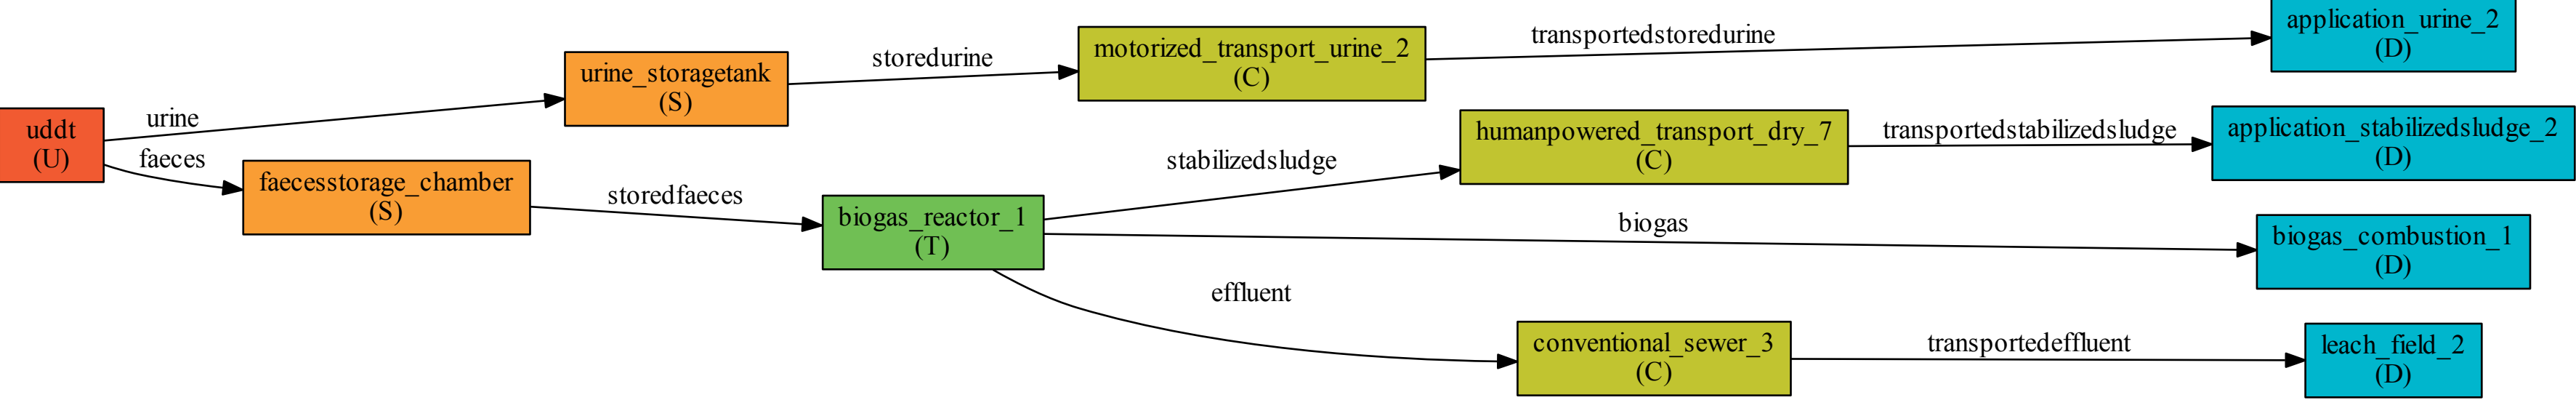 uddt
(U)
urine
faeces
urine_storagetank
(S)
faecesstorage_chamber
(S)
storedurine
storedfaeces
motorized_transport_urine_2
(C)
biogas_reactor_1
(T)
transportedstoredurine
stabilizedsludge
biogas
effluent
humanpowered_transport_dry_7
(C)
conventional_sewer_3
(C)
transportedstabilizedsludge
transportedeffluent
application_urine_2
(D)
application_stabilizedsludge_2
(D)
biogas_combustion_1
(D)
leach_field_2
(D)